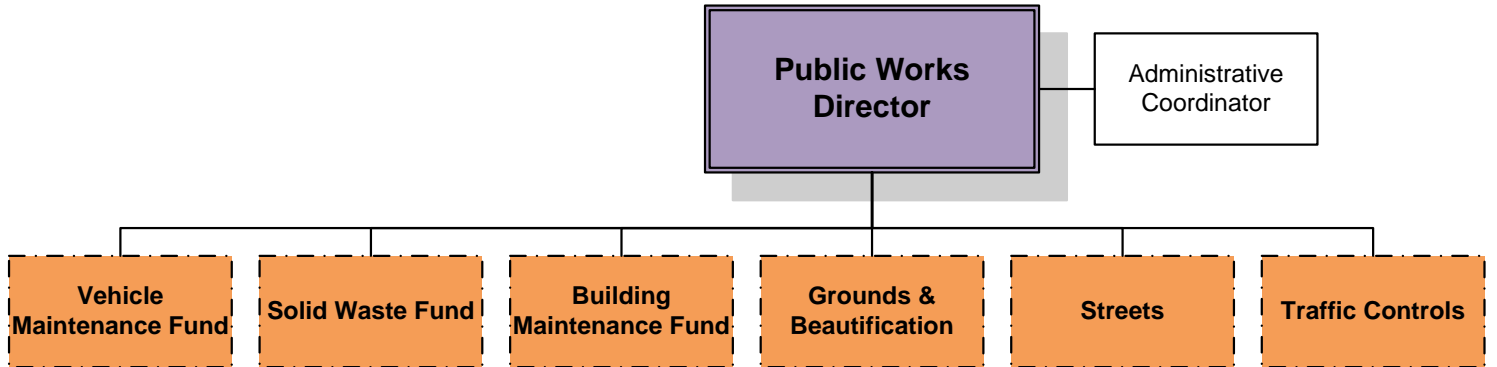 Public Works
Director
Administrative
Coordinator
Vehicle
Maintenance Fund
Solid Waste Fund
Building
Maintenance Fund
Grounds &
Beautification
Streets
Traffic Controls